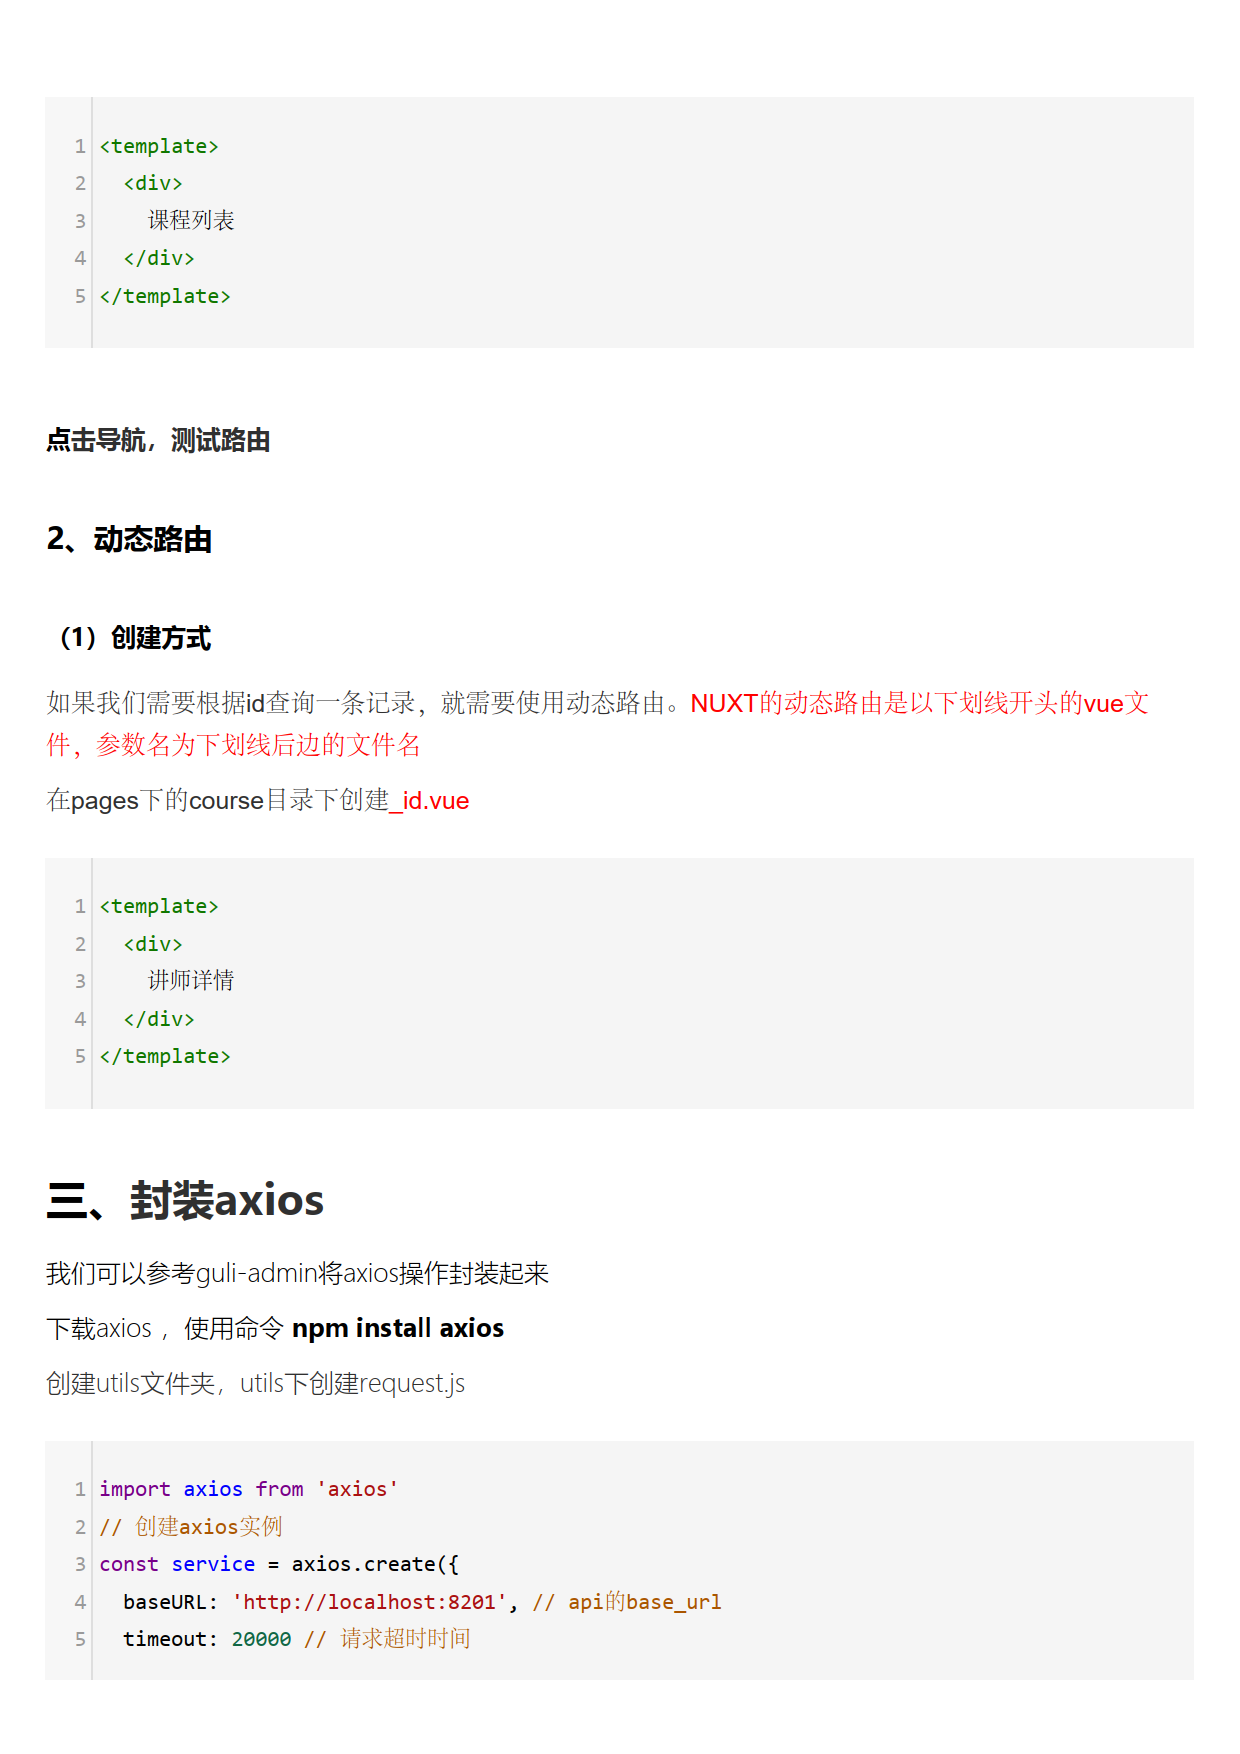 1 <template>
2   <div>
3     课程列表
4   </div>
5 </template>
点击导航，测试路由
2、动态路由
（1）创建方式
如果我们需要根据id查询一条记录，就需要使用动态路由。NUXT的动态路由是以下划线开头的vue文
件，参数名为下划线后边的文件名
在pages下的course目录下创建_id.vue
1 <template>
2   <div>
3     讲师详情
4   </div>
5 </template>
三、封装axios
我们可以参考guli-admin将axios操作封装起来
下载axios ，使用命令 npm install axios
创建utils文件夹，utils下创建request.js
1 import axios from 'axios'
2 // 创建axios实例
3 const service = axios.create({
4   baseURL: 'http://localhost:8201', // api的base_url
5   timeout: 20000 // 请求超时时间